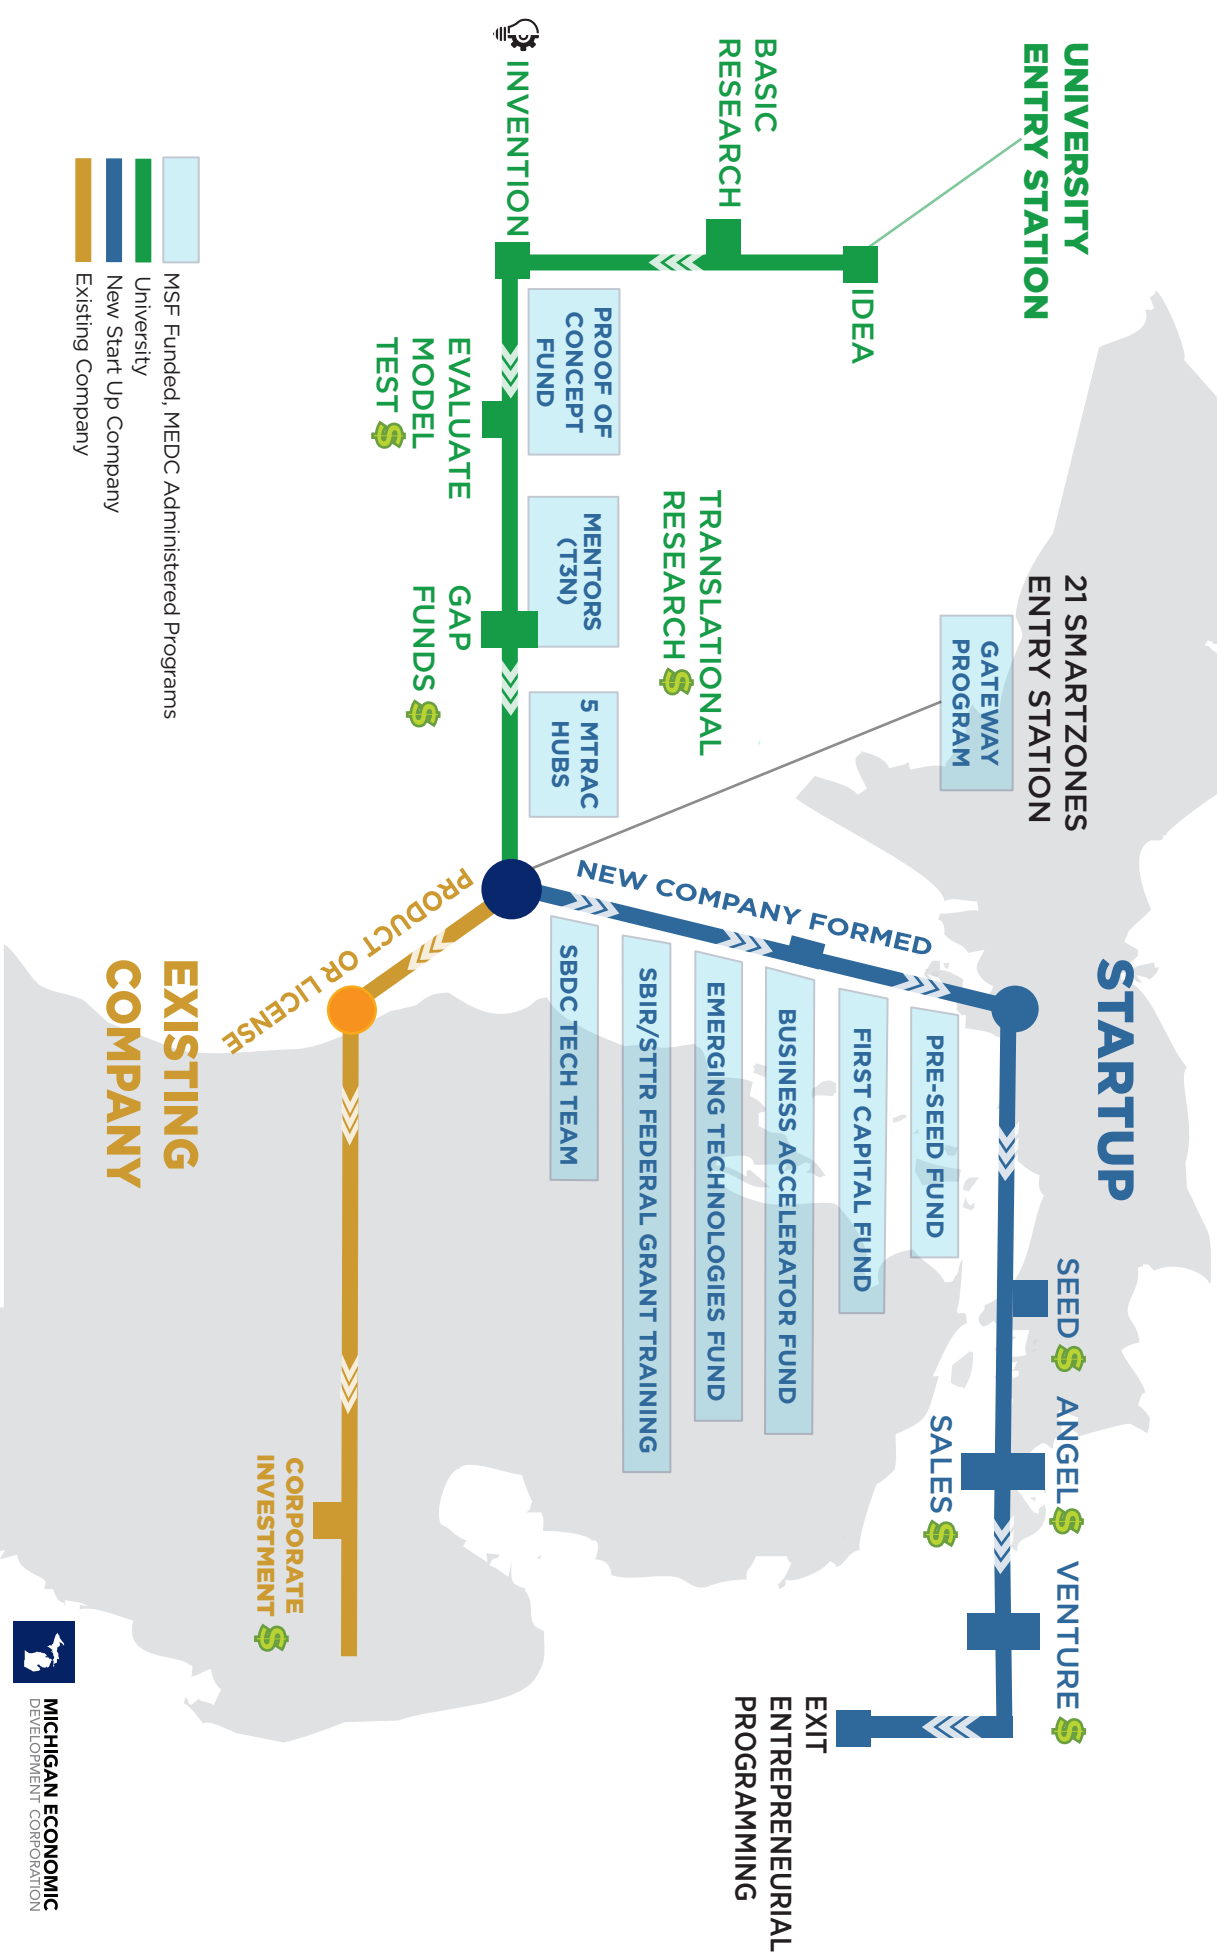 UNIVERSITY
ENTRY STATION
IDEA
BASIC
RESEARCH
INVENTION
PROOF OF
CONCEPT
FUND
EVALUATE
MODEL
TEST $
TRANSLATIONAL
RESEARCH $
MENTORS
(T3N)
GAP
FUNDS $
5 MTRAC
HUBS
21 SMARTZONES
ENTRY STATION
GATEWAY
PROGRAM
NEW COMPANY FORMED
STARTUP
PRE-SEED FUND
FIRST CAPITAL FUND
BUSINESS ACCELERATOR FUND
EMERGING TECHNOLOGIES FUND
SBIR/STTR FEDERAL GRANT TRAINING
SBDC TECH TEAM
SEED $
ANGEL $
VENTURE $
SALES $
EXIT
ENTREPRENEURIAL
PROGRAMMING
PRODUCT OR LICENSE
EXISTING
COMPANY
CORPORATE
INVESTMENT $
MSF Funded, MEDC Administered Programs
University
New Start Up Company
Existing Company
MICHIGAN ECONOMIC
DEVELOPMENT CORPORATION